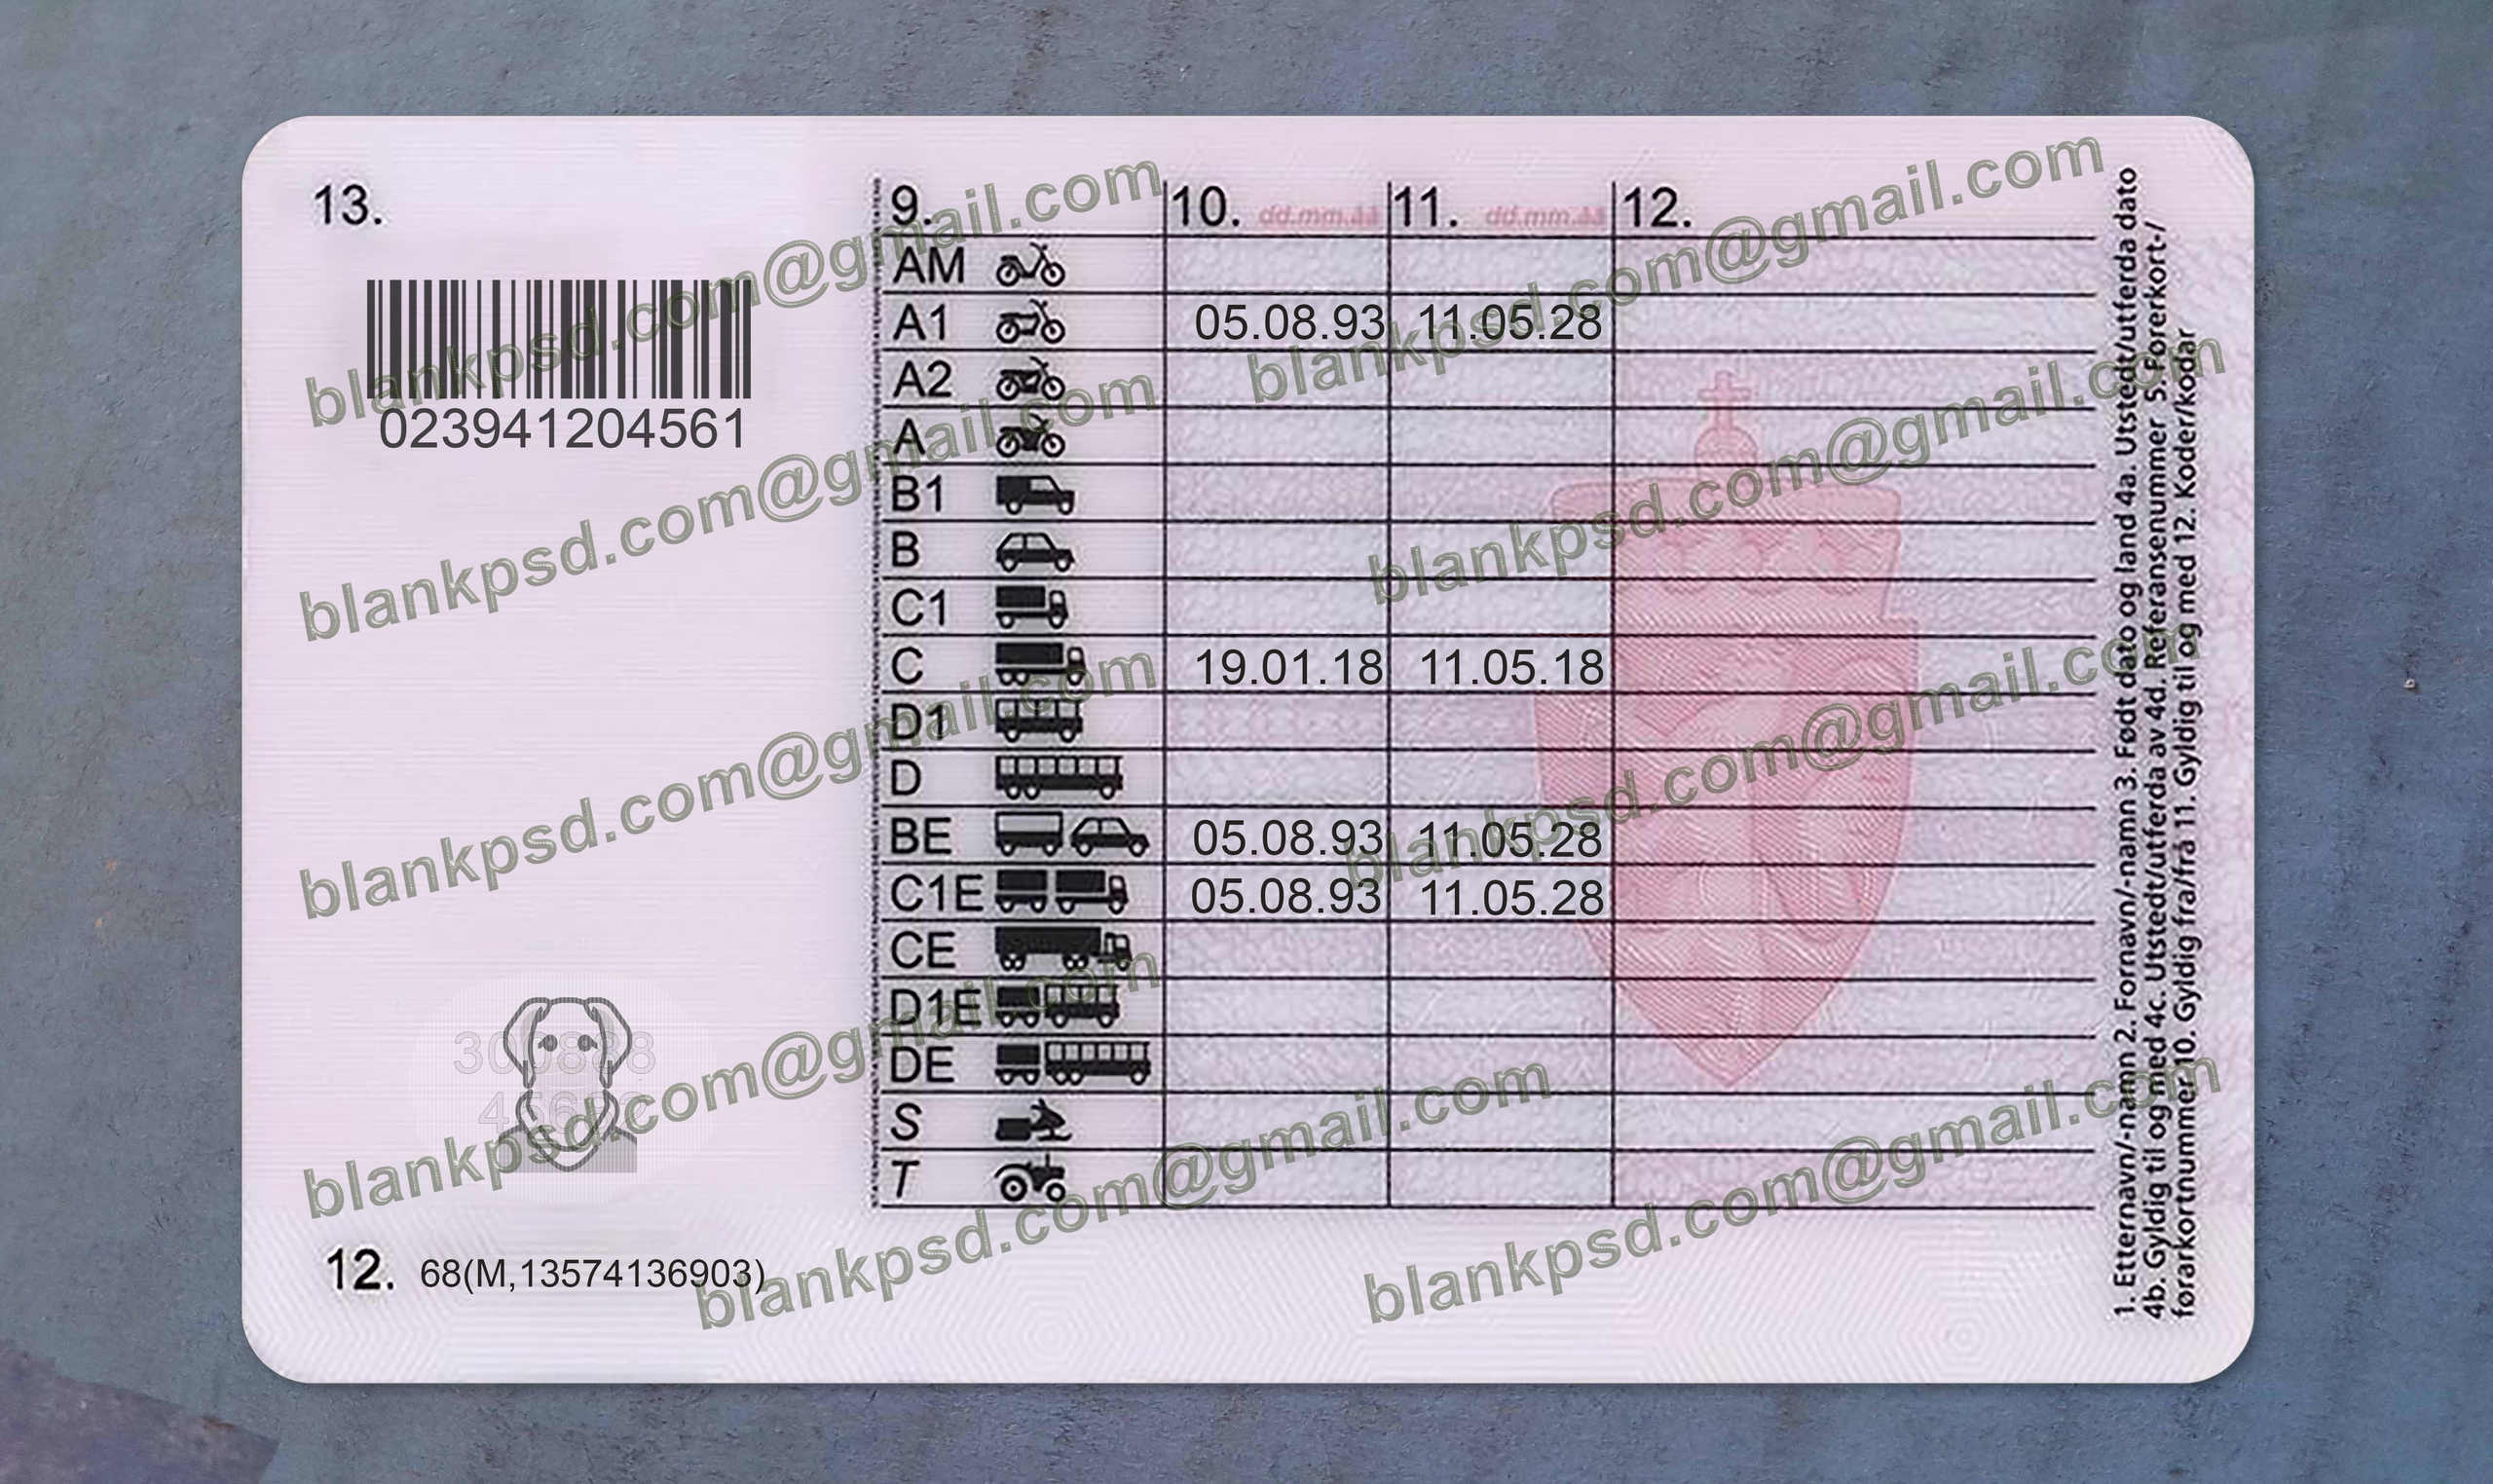 13.
023941204561
9. 10. dd.mm.åå 11. dd.mm.åå 12.
AM
A1 05.08.93 11.05.28
A2
A
B1
B
C1
C 19.01.18 11.05.18
D1
D
BE 05.08.93 11.05.28
C1E 05.08.93 11.05.28
CE
D1E
DE
S
T
12. 68(M,13574136903)
1. Etternavn/-namn 2. Fornavn/-namn 3. Født dato og land 4a. Utstedt/utferda dato
4b. Gyldig til og med 4c. Utstedt/utferda av 4d. Referansenummer 5. Førerkort-/
førarkortnummer 10. Gyldig fra/frå 11. Gyldig til og med 12. Koder/kodar
blankpsd.com@gmail.com
blankpsd.com@gmail.com
blankpsd.com@gmail.com
blankpsd.com@gmail.com
blankpsd.com@gmail.com
blankpsd.com@gmail.com
blankpsd.com@gmail.com
blankpsd.com@gmail.com
blankpsd.com@gmail.com